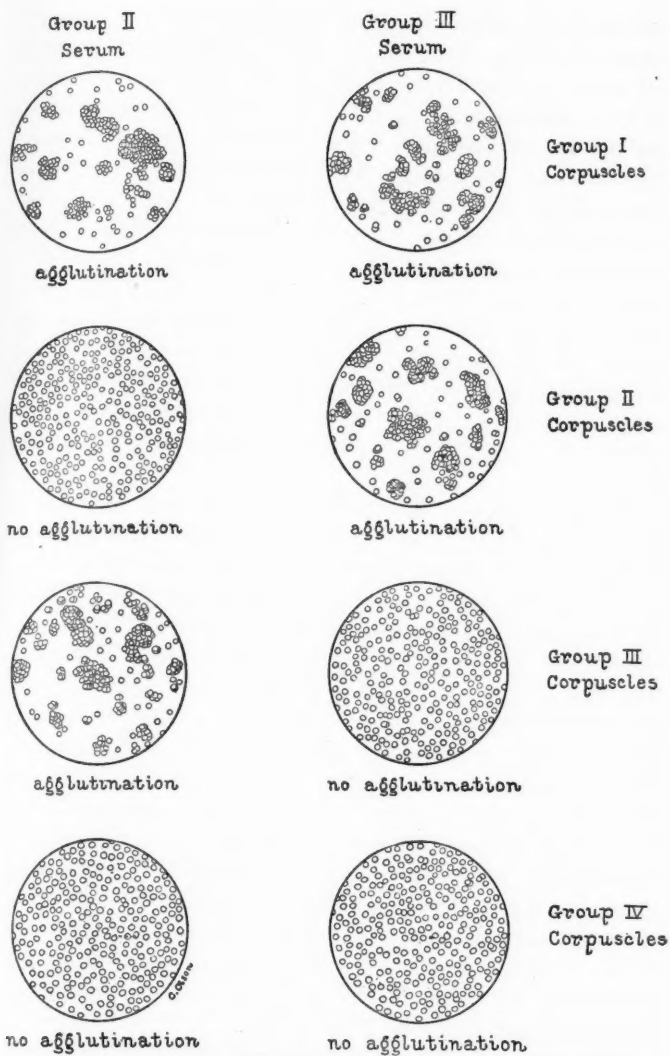 Group II
Serum
Group III
Serum
Group I
Corpuscles
agglutination
agglutination
Group II
Corpuscles
no agglutination
agglutination
Group III
Corpuscles
agglutination
no agglutination
Group IV
Corpuscles
no agglutination
no agglutination